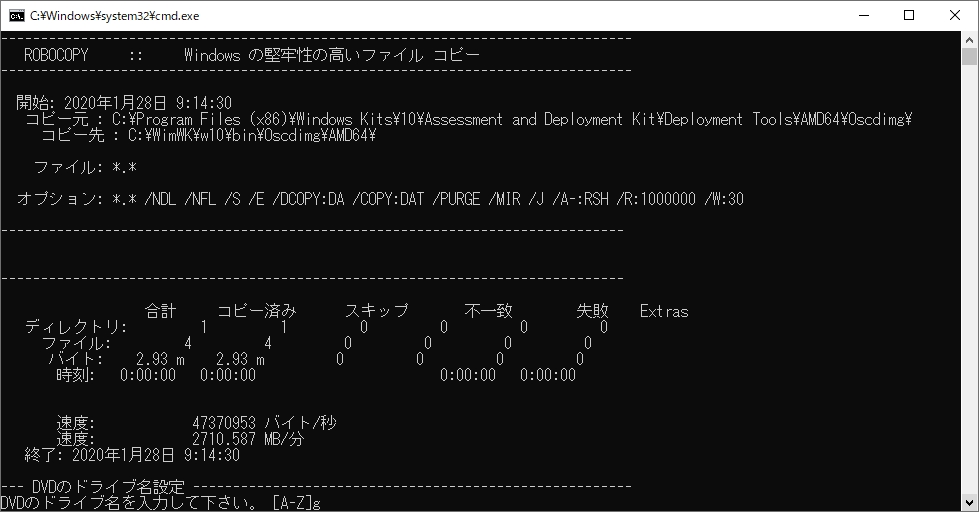 C:¥Windows¥system32¥cmd.exe
-------------------------------------------------------------------------------
ROBOCOPY     ::     Windows の堅牢性の高いファイル コピー
-------------------------------------------------------------------------------
開始: 2020年1月28日 9:14:30
コピー元 : C:¥Program Files (x86)¥Windows Kits¥10¥Assessment and Deployment Kit¥Deployment Tools¥AMD64¥Oscdimg¥
コピー先 : C:¥WimWK¥w10¥bin¥Oscdimg¥AMD64¥
ファイル: *.*
オプション: *.* /NDL /NFL /S /E /DCOPY:DA /COPY:DAT /PURGE /MIR /J /A-:RSH /R:1000000 /W:30
------------------------------------------------------------------------------
------------------------------------------------------------------------------
合計     コピー済み      スキップ       不一致        失敗    Extras
ディレクトリ:         1         1         0         0         0         0
ファイル:         4         4         0         0         0         0
バイト:    2.93 m    2.93 m         0         0         0         0
時刻:   0:00:00   0:00:00                       0:00:00   0:00:00
速度:            47370953 バイト/秒
速度:            2710.587 MB/分
終了: 2020年1月28日 9:14:30
--- DVDのドライブ名設定 -------------------------------------------------------
DVDのドライブ名を入力して下さい。 [A-Z]g